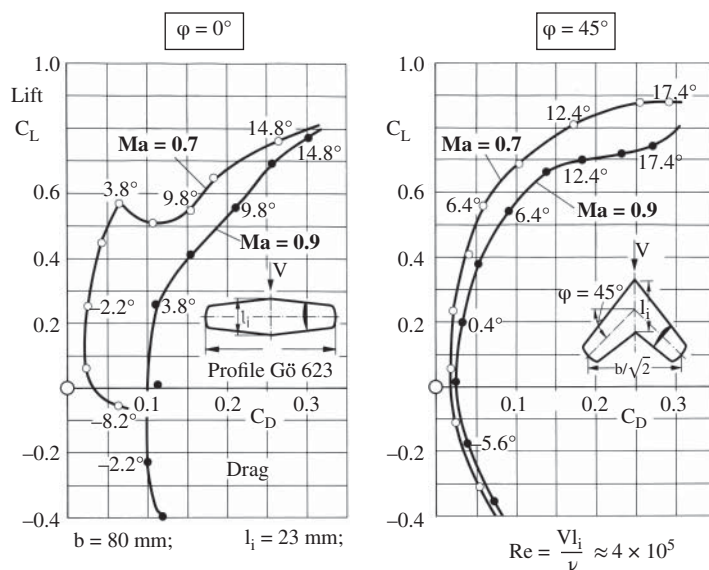 φ = 0°
φ = 45°
1.0
Lift
C_L
0.8
0.6
0.4
0.2
0
−0.2
−0.4
Ma = 0.7
14.8°
14.8°
3.8°
9.8°
9.8°
Ma = 0.9
V
−2.2°
3.8°
l_i
Profile Gö 623
0.1
0.2
0.3
C_D
−8.2°
−2.2°
Drag
b = 80 mm;
l_i = 23 mm;
1.0
C_L
0.8
0.6
0.4
0.2
0
−0.2
−0.4
17.4°
12.4°
Ma = 0.7
12.4°
17.4°
6.4°
6.4°
Ma = 0.9
V
φ = 45°
l_i
0.4°
b/√2
0.1
0.2
0.3
C_D
−5.6°
Re = Vl_i/ν ≈ 4 × 10⁵